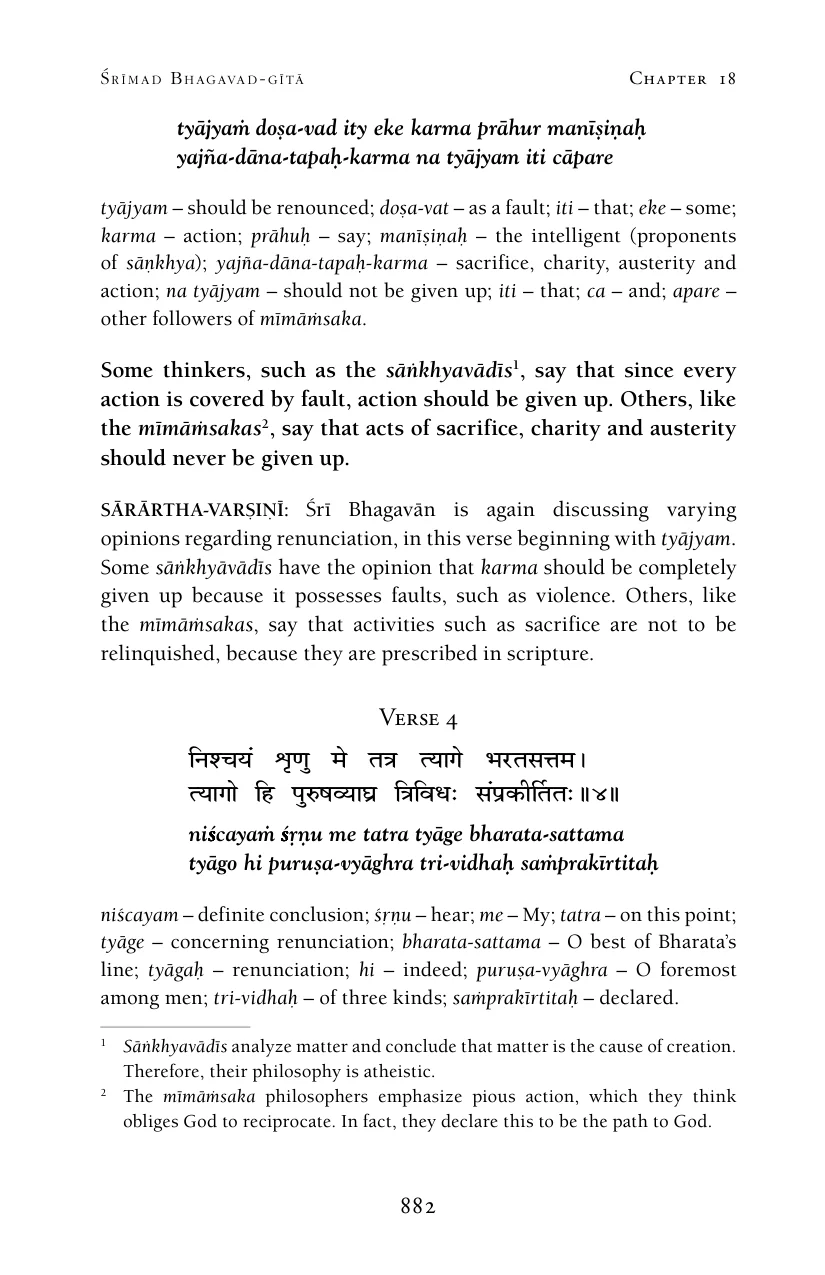 Śrīmad Bhagavad-gītā Chapter 18
tyājyaṁ doṣa-vad ity eke karma prāhur manīṣiṇaḥ
yajña-dāna-tapaḥ-karma na tyājyam iti cāpare
tyājyam – should be renounced; doṣa-vat – as a fault; iti – that; eke – some;
karma – action; prāhuḥ – say; manīṣiṇaḥ – the intelligent (proponents
of sāṇkhya); yajña-dāna-tapaḥ-karma – sacrifice, charity, austerity and
action; na tyājyam – should not be given up; iti – that; ca – and; apare –
other followers of mīmāṁsaka.
Some thinkers, such as the sāṅkhyavādīs1, say that since every
action is covered by fault, action should be given up. Others, like
the mīmāṁsakas2, say that acts of sacrifice, charity and austerity
should never be given up.
SĀRĀRTHA-VARṢIṆĪ: Śrī Bhagavān is again discussing varying
opinions regarding renunciation, in this verse beginning with tyājyam.
Some sāṅkhyāvādīs have the opinion that karma should be completely
given up because it possesses faults, such as violence. Others, like
the mīmāṁsakas, say that activities such as sacrifice are not to be
relinquished, because they are prescribed in scripture.
Verse 4
निश्चयं शृणु मे तत्र त्यागे भरतसत्तम।
त्यागो हि पुरुषव्याघ्र त्रिविधः संप्रकीर्तितः॥४॥
niścayaṁ śṛṇu me tatra tyāge bharata-sattama
tyāgo hi puruṣa-vyāghra tri-vidhaḥ saṁprakīrtitaḥ
niścayam – definite conclusion; śṛṇu – hear; me – My; tatra – on this point;
tyāge – concerning renunciation; bharata-sattama – O best of Bharata’s
line; tyāgaḥ – renunciation; hi – indeed; puruṣa-vyāghra – O foremost
among men; tri-vidhaḥ – of three kinds; saṁprakīrtitaḥ – declared.
1 Sāṅkhyavādīs analyze matter and conclude that matter is the cause of creation.
Therefore, their philosophy is atheistic.
2 The mīmāṁsaka philosophers emphasize pious action, which they think
obliges God to reciprocate. In fact, they declare this to be the path to God.
882